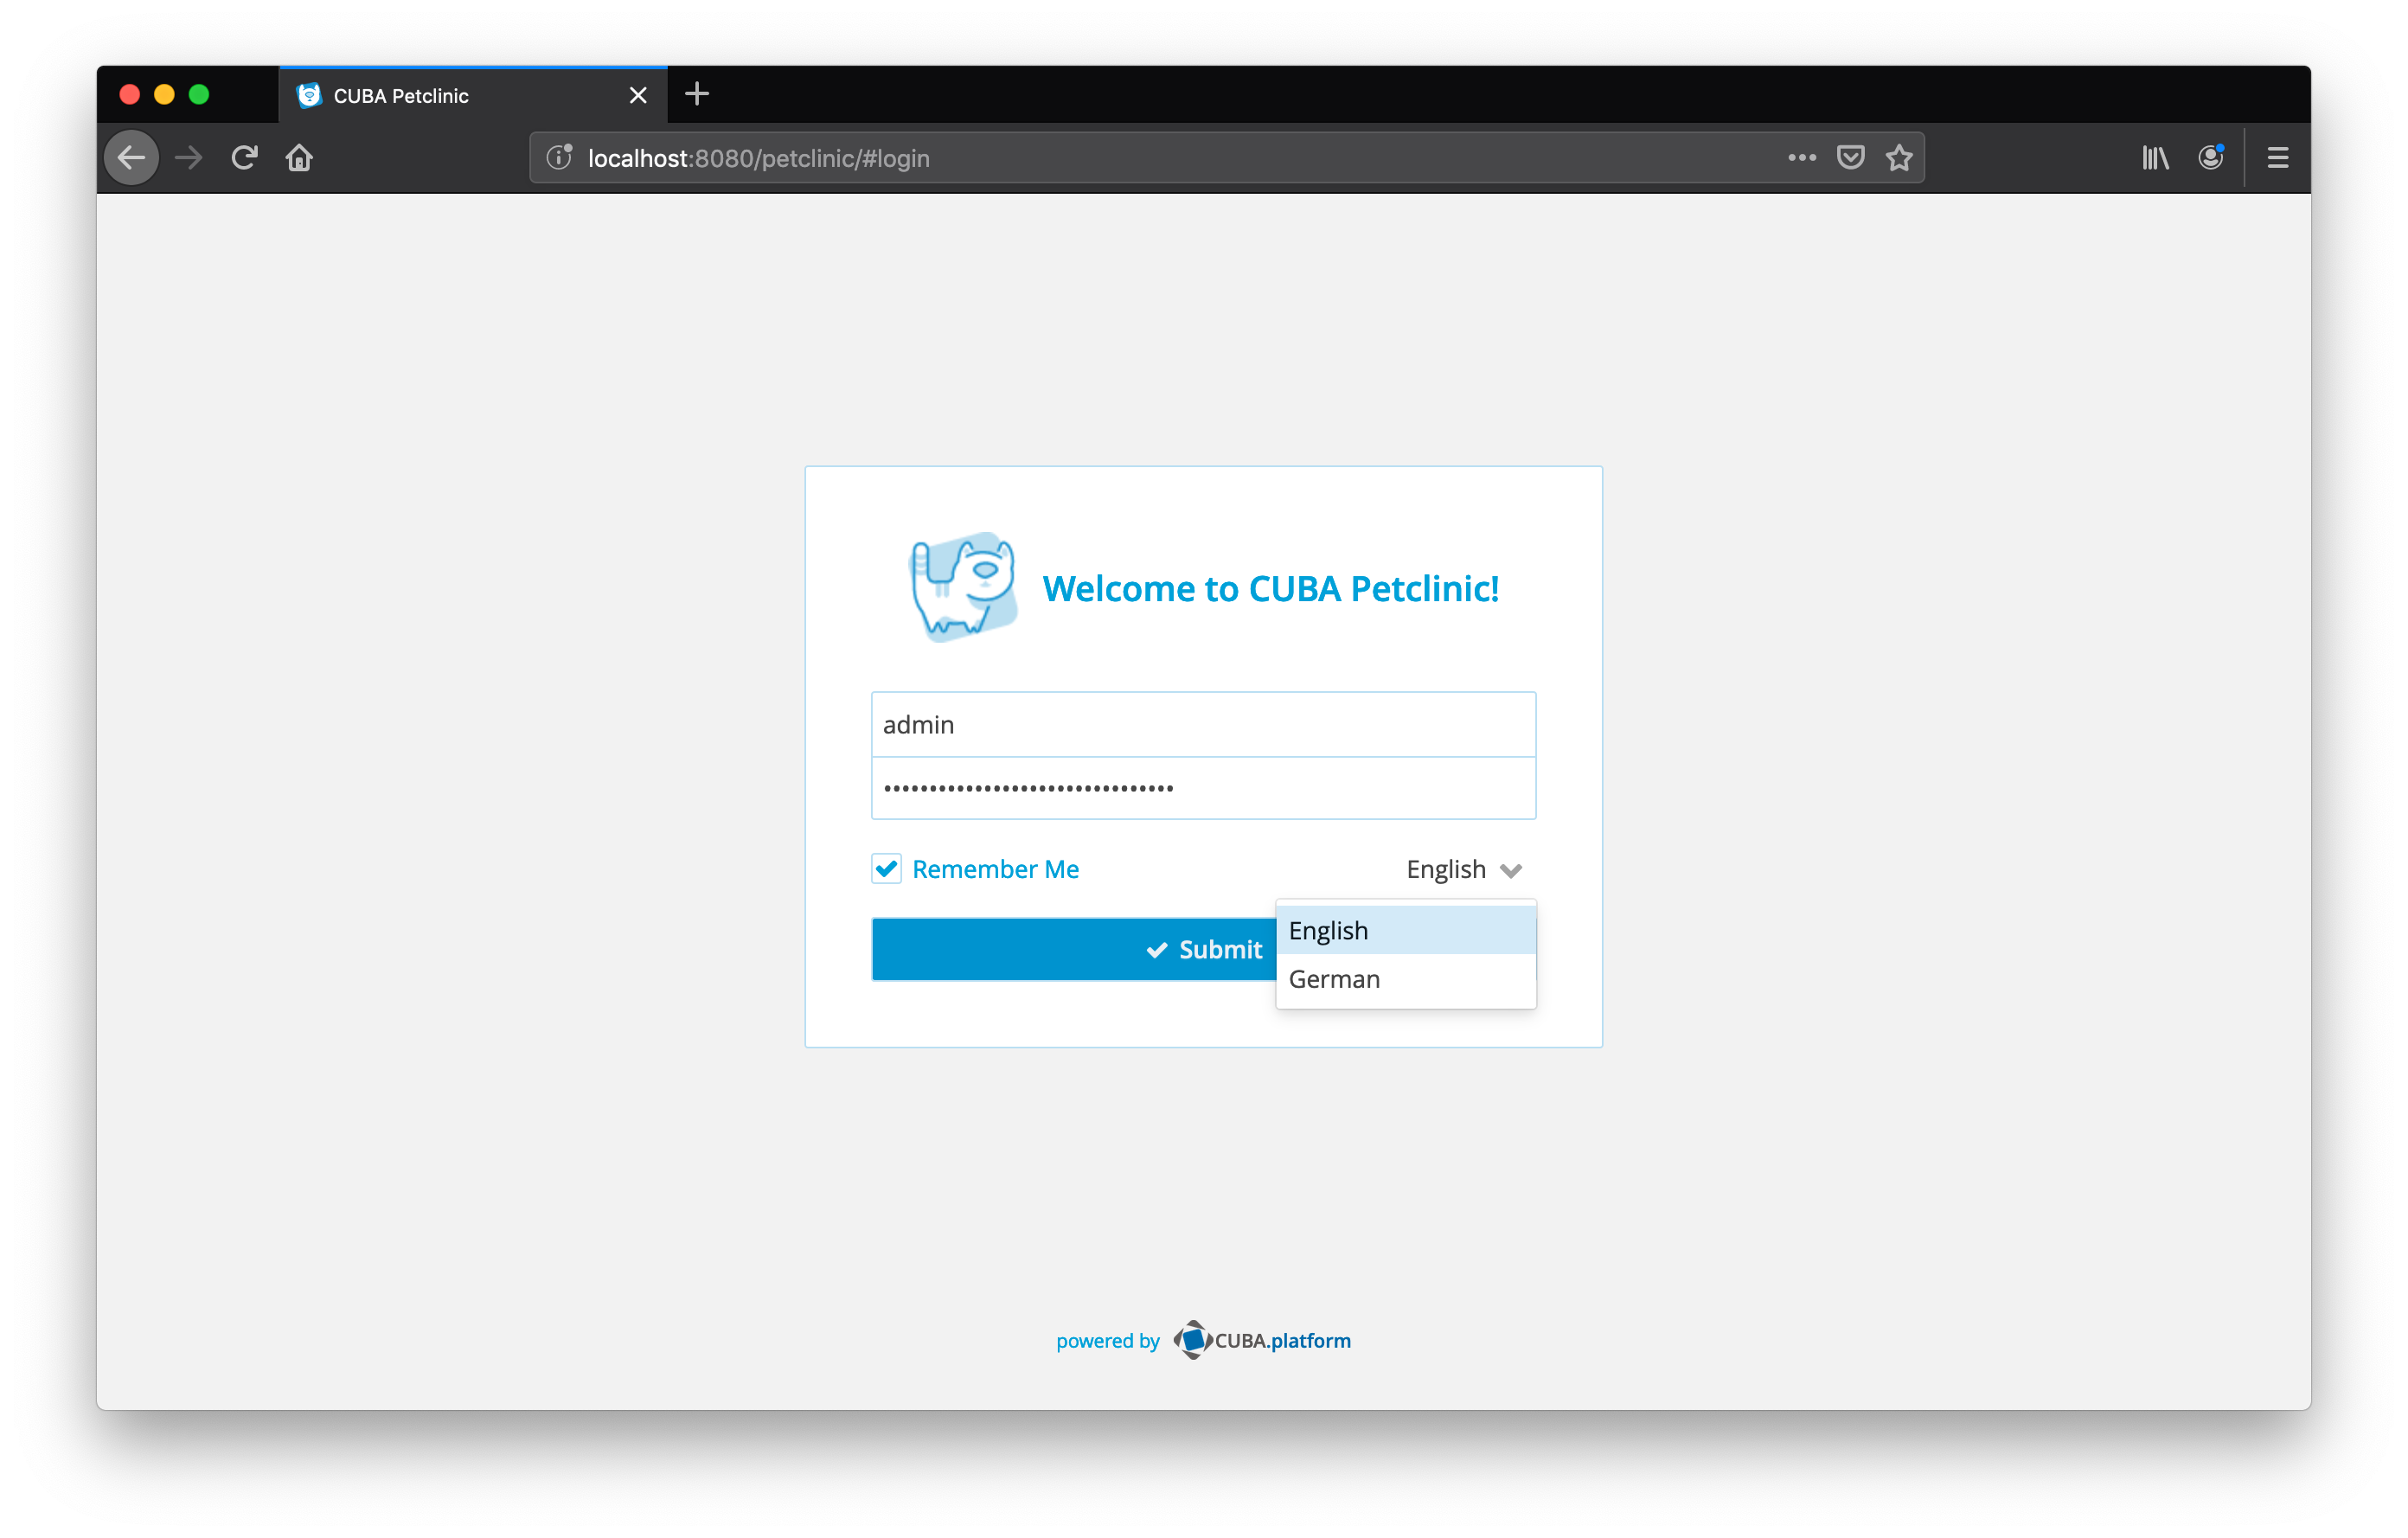 CUBA Petclinic
localhost:8080/petclinic/#login
Welcome to CUBA Petclinic!
admin
••••••••••••••••••••••••••••••••
Remember Me
English
Submit
English
German
powered by CUBA.platform